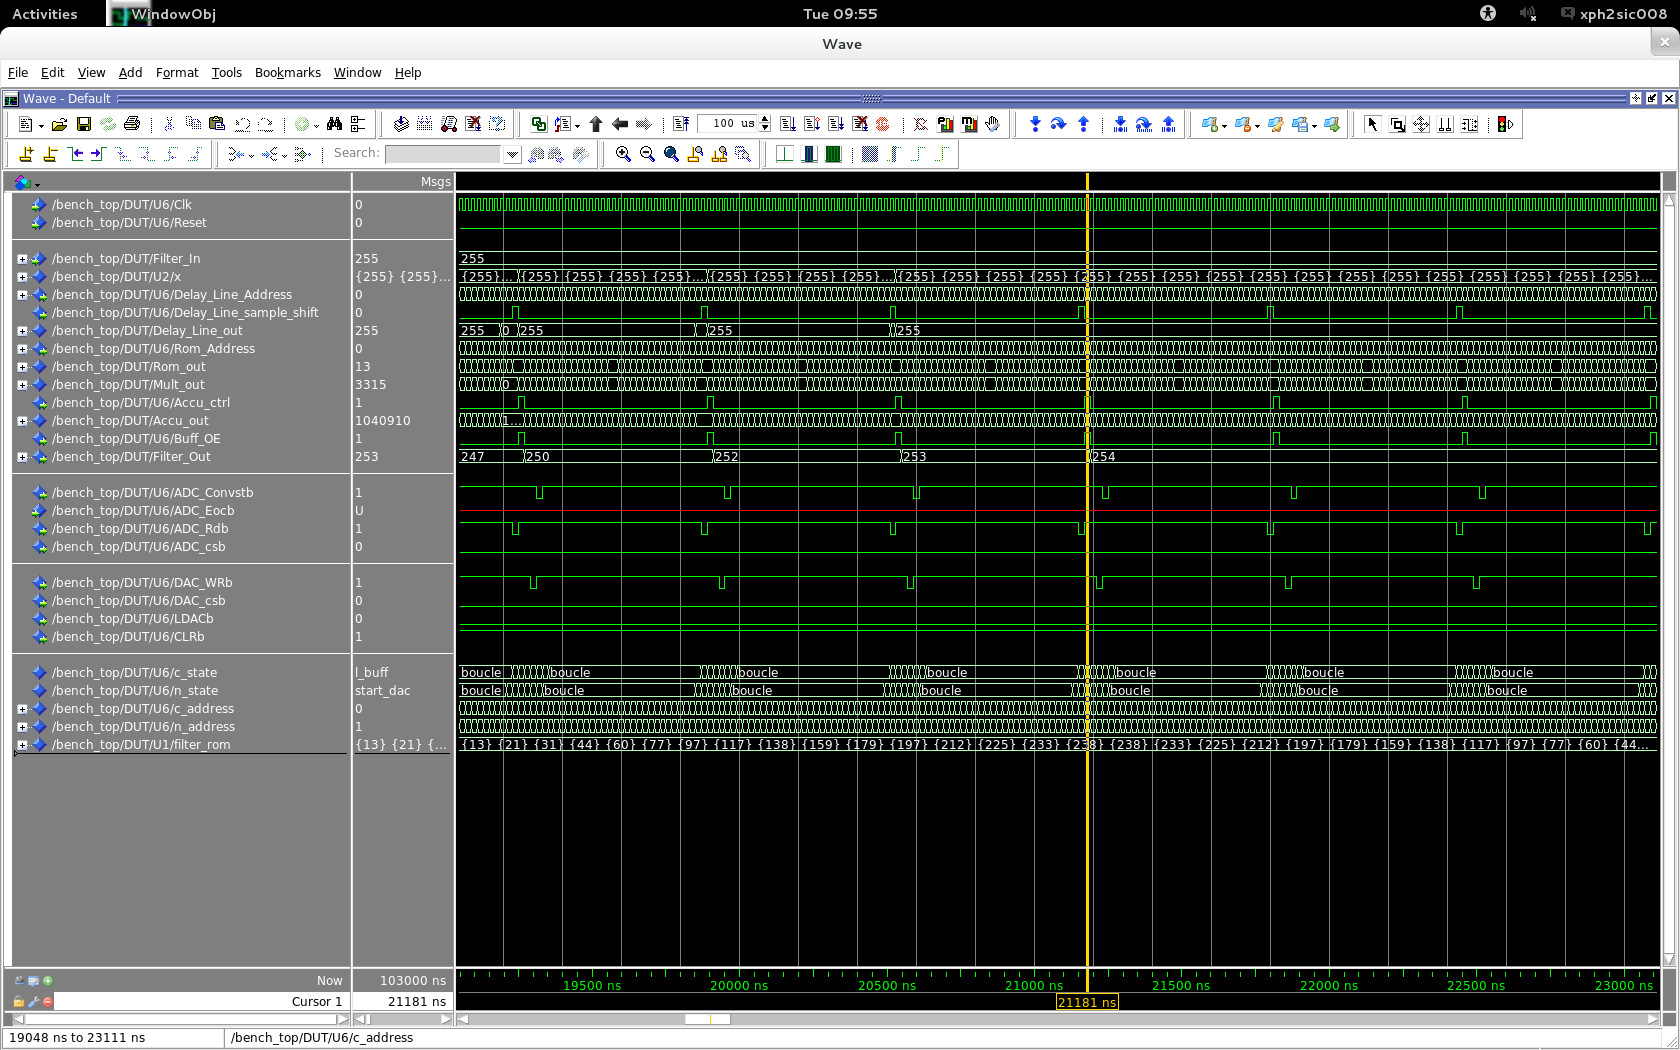 Activities WindowObj Tue 09:55 xph2sic008
Wave
File Edit View Add Format Tools Bookmarks Window Help
Wave - Default
100 us
Search:
Msgs
/bench_top/DUT/U6/Clk 0
/bench_top/DUT/U6/Reset 0
/bench_top/DUT/Filter_In 255 255
/bench_top/DUT/U2/x {255} {255}... {255}... {255} {255} {255} {255}... {255} {255} {255} {255}... {255} {255} {255} {255} {255} {255} {255} {255} {255} {255} {255} {255} {255} {255} {255} {255} {255}...
/bench_top/DUT/U6/Delay_Line_Address 0
/bench_top/DUT/U6/Delay_Line_sample_shift 0
/bench_top/DUT/Delay_Line_out 255 255 0 255 255 255
/bench_top/DUT/U6/Rom_Address 0
/bench_top/DUT/Rom_out 13
/bench_top/DUT/Mult_out 3315 0
/bench_top/DUT/U6/Accu_ctrl 1
/bench_top/DUT/Accu_out 1040910 1...
/bench_top/DUT/U6/Buff_OE 1
/bench_top/DUT/Filter_Out 253 247 250 252 253 254
/bench_top/DUT/U6/ADC_Convstb 1
/bench_top/DUT/U6/ADC_Eocb U
/bench_top/DUT/U6/ADC_Rdb 1
/bench_top/DUT/U6/ADC_csb 0
/bench_top/DUT/U6/DAC_WRb 1
/bench_top/DUT/U6/DAC_csb 0
/bench_top/DUT/U6/LDACb 0
/bench_top/DUT/U6/CLRb 1
/bench_top/DUT/U6/c_state l_buff boucle boucle boucle boucle boucle boucle boucle
/bench_top/DUT/U6/n_state start_dac boucle boucle boucle boucle boucle boucle boucle
/bench_top/DUT/U6/c_address 0
/bench_top/DUT/U6/n_address 1
/bench_top/DUT/U1/filter_rom {13} {21} {... {13} {21} {31} {44} {60} {77} {97} {117} {138} {159} {179} {197} {212} {225} {233} {238} {238} {233} {225} {212} {197} {179} {159} {138} {117} {97} {77} {60} {44...
Now 103000 ns 19500 ns 20000 ns 20500 ns 21000 ns 21500 ns 22000 ns 22500 ns 23000 ns
Cursor 1 21181 ns 21181 ns
19048 ns to 23111 ns /bench_top/DUT/U6/c_address